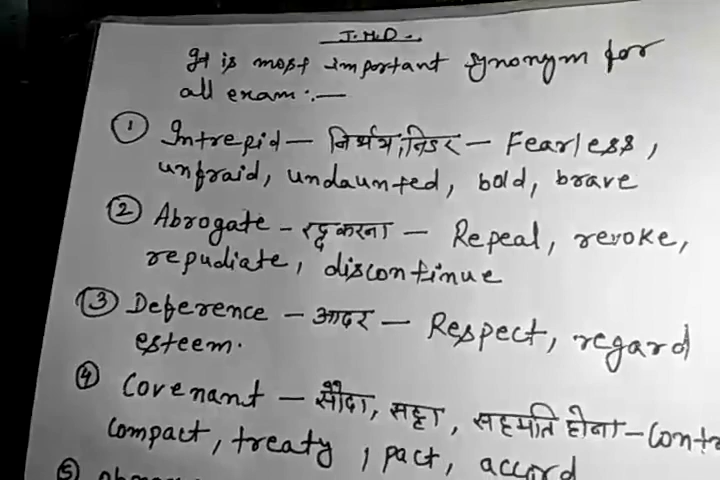 J.M.D.
It is most important synonym for
all exam :—
① Intrepid — निर्भय, निडर — Fearless,
unfraid, undaunted, bold, brave
② Abrogate - रद्द करना — Repeal, revoke,
repudiate, discontinue
③ Deference - आदर — Respect, regard
esteem.
④ Covenant — सौदा, सट्टा, सहमति होना - Contr
compact, treaty, pact, accord
⑤